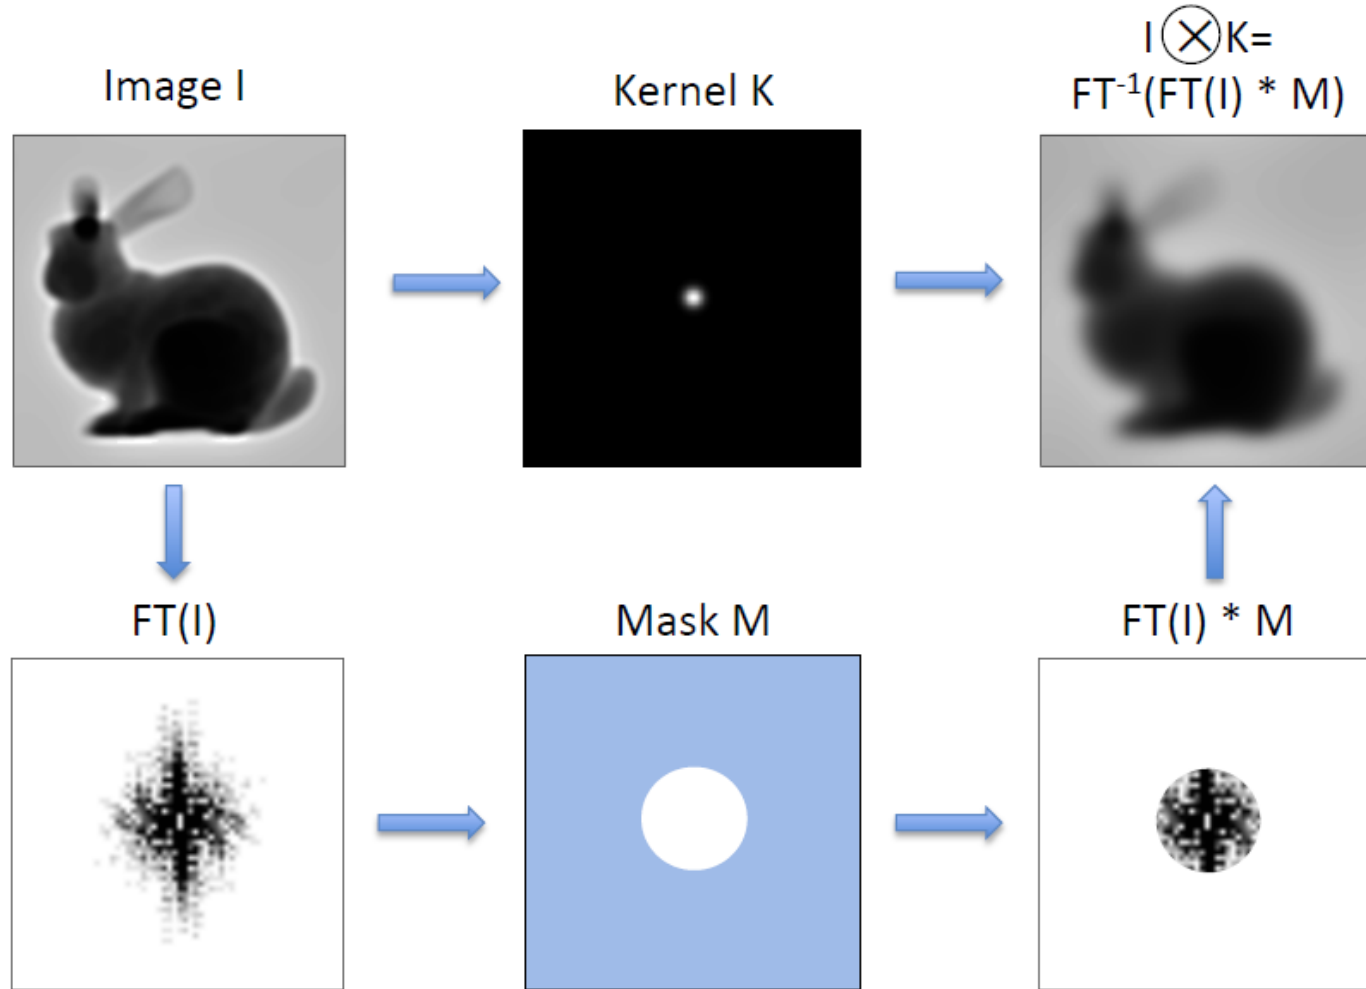 Image I
Kernel K
I ⊗ K=
FT⁻¹(FT(I) * M)
FT(I)
Mask M
FT(I) * M